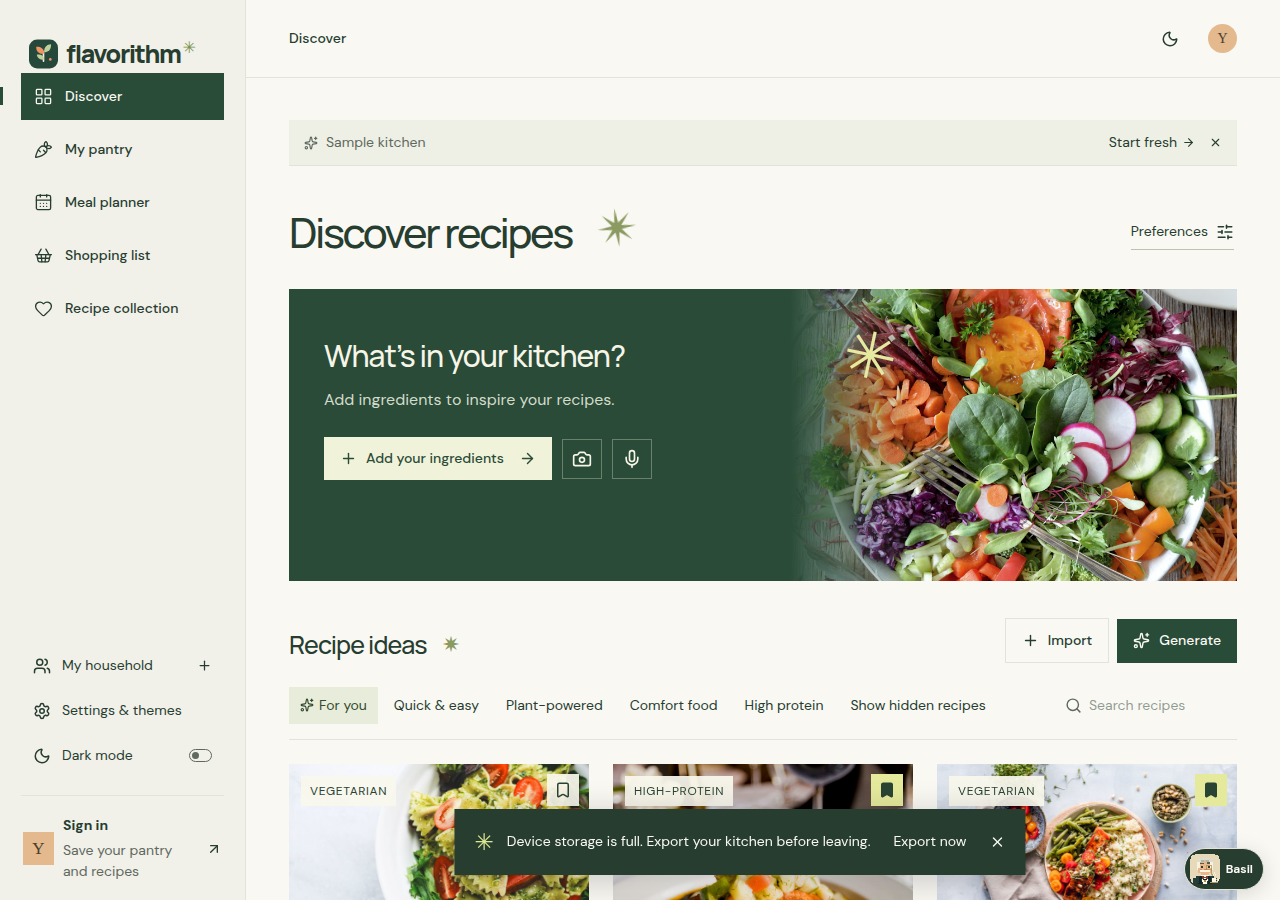 flavorithm
Discover
My pantry
Meal planner
Shopping list
Recipe collection
My household
Settings & themes
Dark mode
Y
Sign in
Save your pantry
and recipes
Discover
Y
Sample kitchen
Start fresh
Discover recipes
Preferences
What's in your kitchen?
Add ingredients to inspire your recipes.
Add your ingredients
Recipe ideas
Import
Generate
For you
Quick & easy
Plant-powered
Comfort food
High protein
Show hidden recipes
Search recipes
VEGETARIAN
HIGH-PROTEIN
VEGETARIAN
Device storage is full. Export your kitchen before leaving.
Export now
Basil